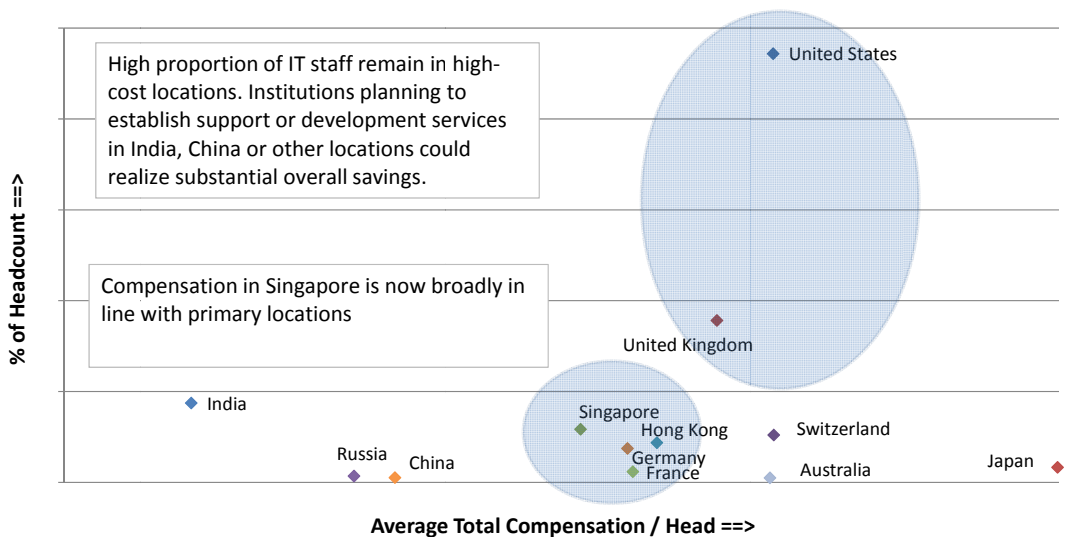 High proportion of IT staff remain in high-
cost locations. Institutions planning to
establish support or development services
in India, China or other locations could
realize substantial overall savings.
United States
% of Headcount ==>
Compensation in Singapore is now broadly in
line with primary locations
United Kingdom
India
Singapore
Hong Kong
Switzerland
Russia
China
Germany
France
Australia
Japan
Average Total Compensation / Head ==>